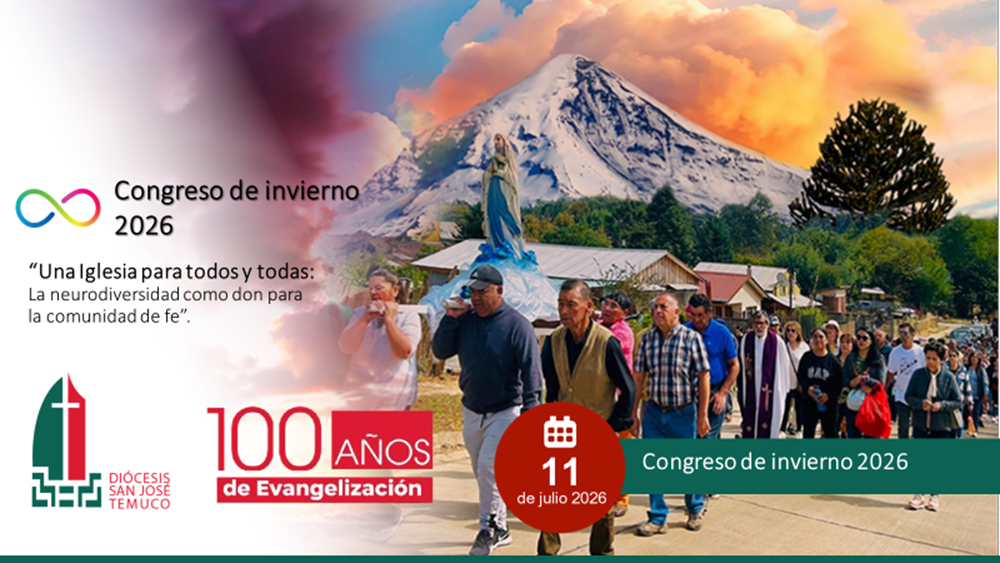 Congreso de invierno
2026
“Una Iglesia para todos y todas:
La neurodiversidad como don para
la comunidad de fe”.
DIÓCESIS
SAN JOSÉ
TEMUCO
100 AÑOS
de Evangelización
11
de julio 2026
Congreso de invierno 2026
GAP